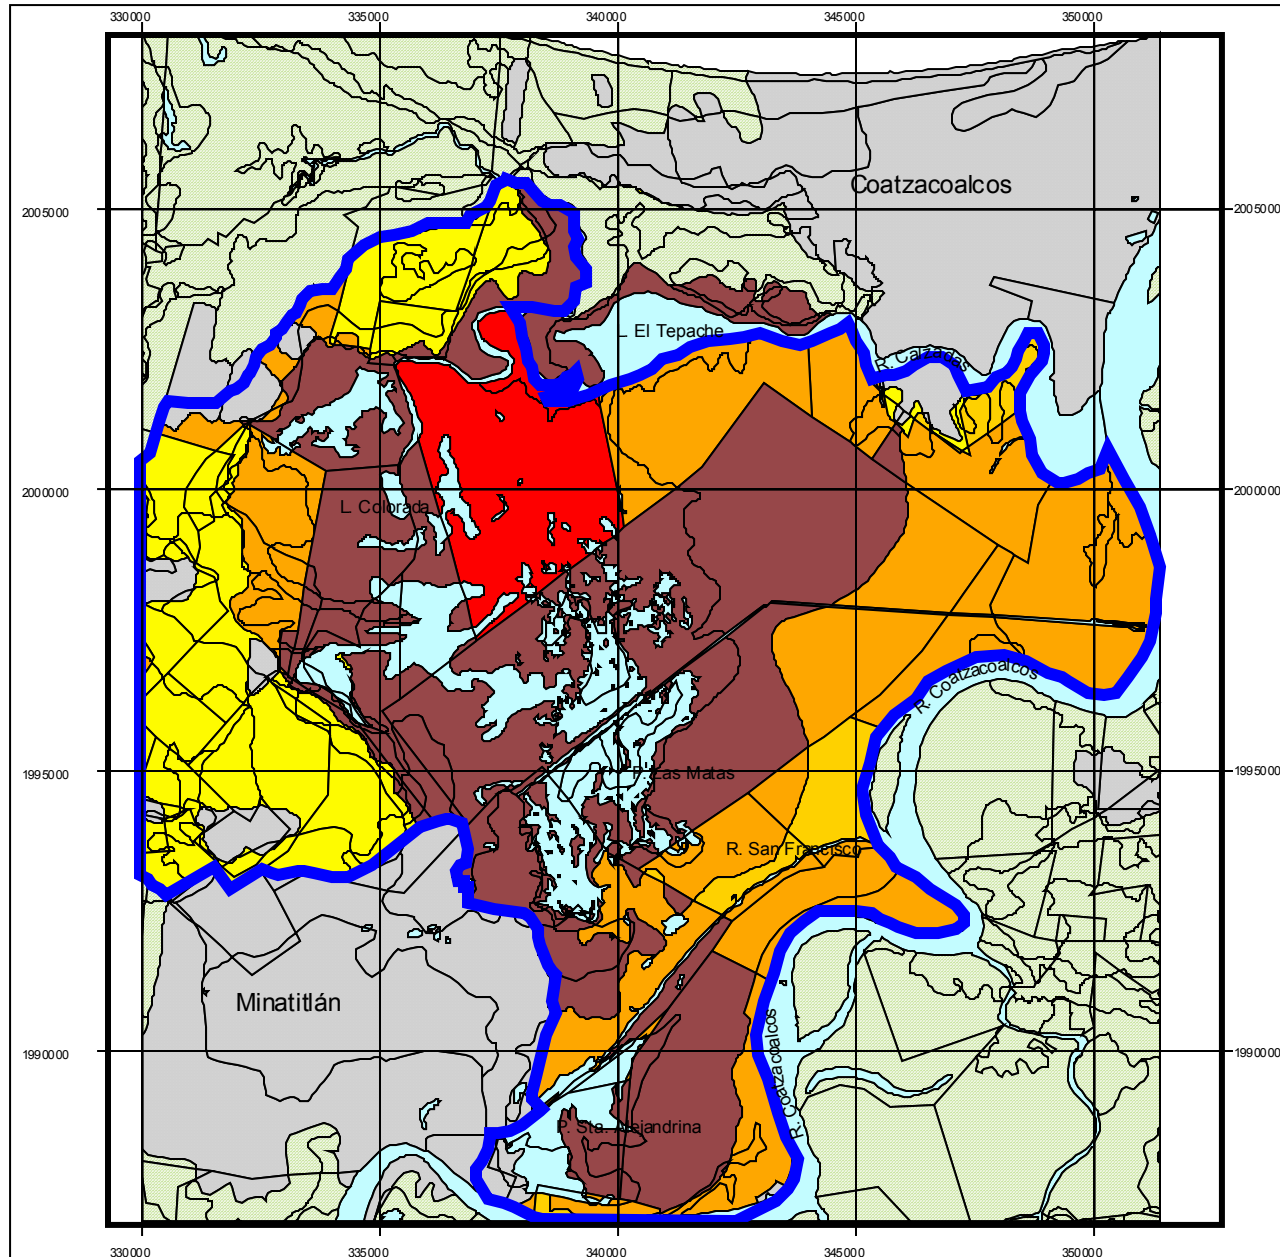 330000 335000 340000 345000 350000
Coatzacoalcos
2005000 2005000
L. El Tepache
R. Calzadas
2000000 2000000
L. Colorada
R. Coatzacoalcos
1995000 1995000
P. Las Matas
R. San Francisco
Minatitlán
R. Coatzacoalcos
1990000 1990000
P. Sta. Alejandrina
330000 335000 340000 345000 350000